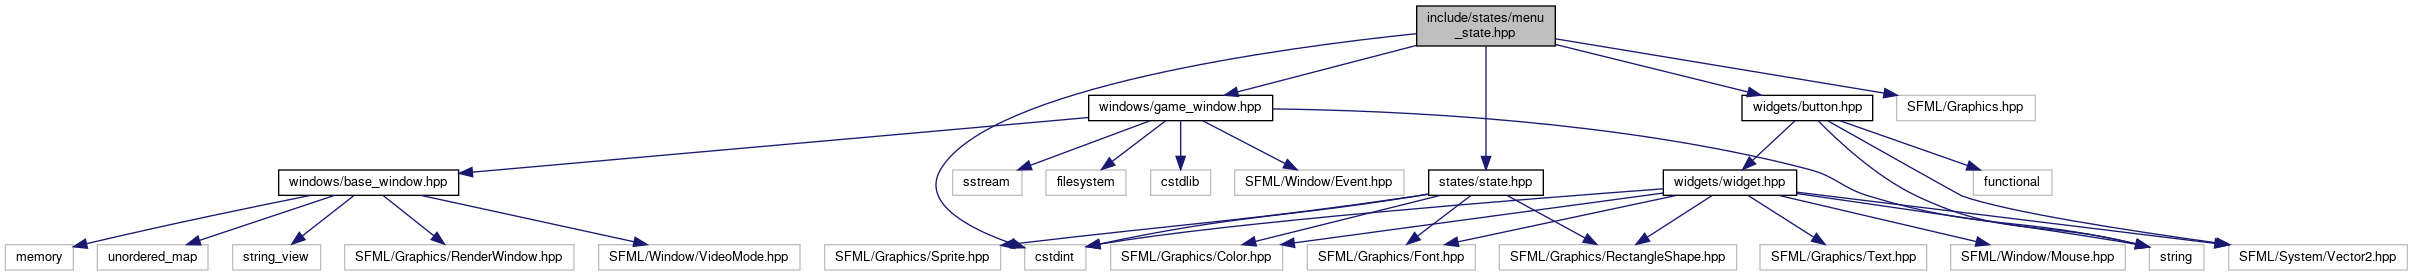 include/states/menu
_state.hpp
windows/game_window.hpp
widgets/button.hpp
SFML/Graphics.hpp
windows/base_window.hpp
sstream
filesystem
cstdlib
SFML/Window/Event.hpp
states/state.hpp
widgets/widget.hpp
functional
memory
unordered_map
string_view
SFML/Graphics/RenderWindow.hpp
SFML/Window/VideoMode.hpp
SFML/Graphics/Sprite.hpp
cstdint
SFML/Graphics/Color.hpp
SFML/Graphics/Font.hpp
SFML/Graphics/RectangleShape.hpp
SFML/Graphics/Text.hpp
SFML/Window/Mouse.hpp
string
SFML/System/Vector2.hpp